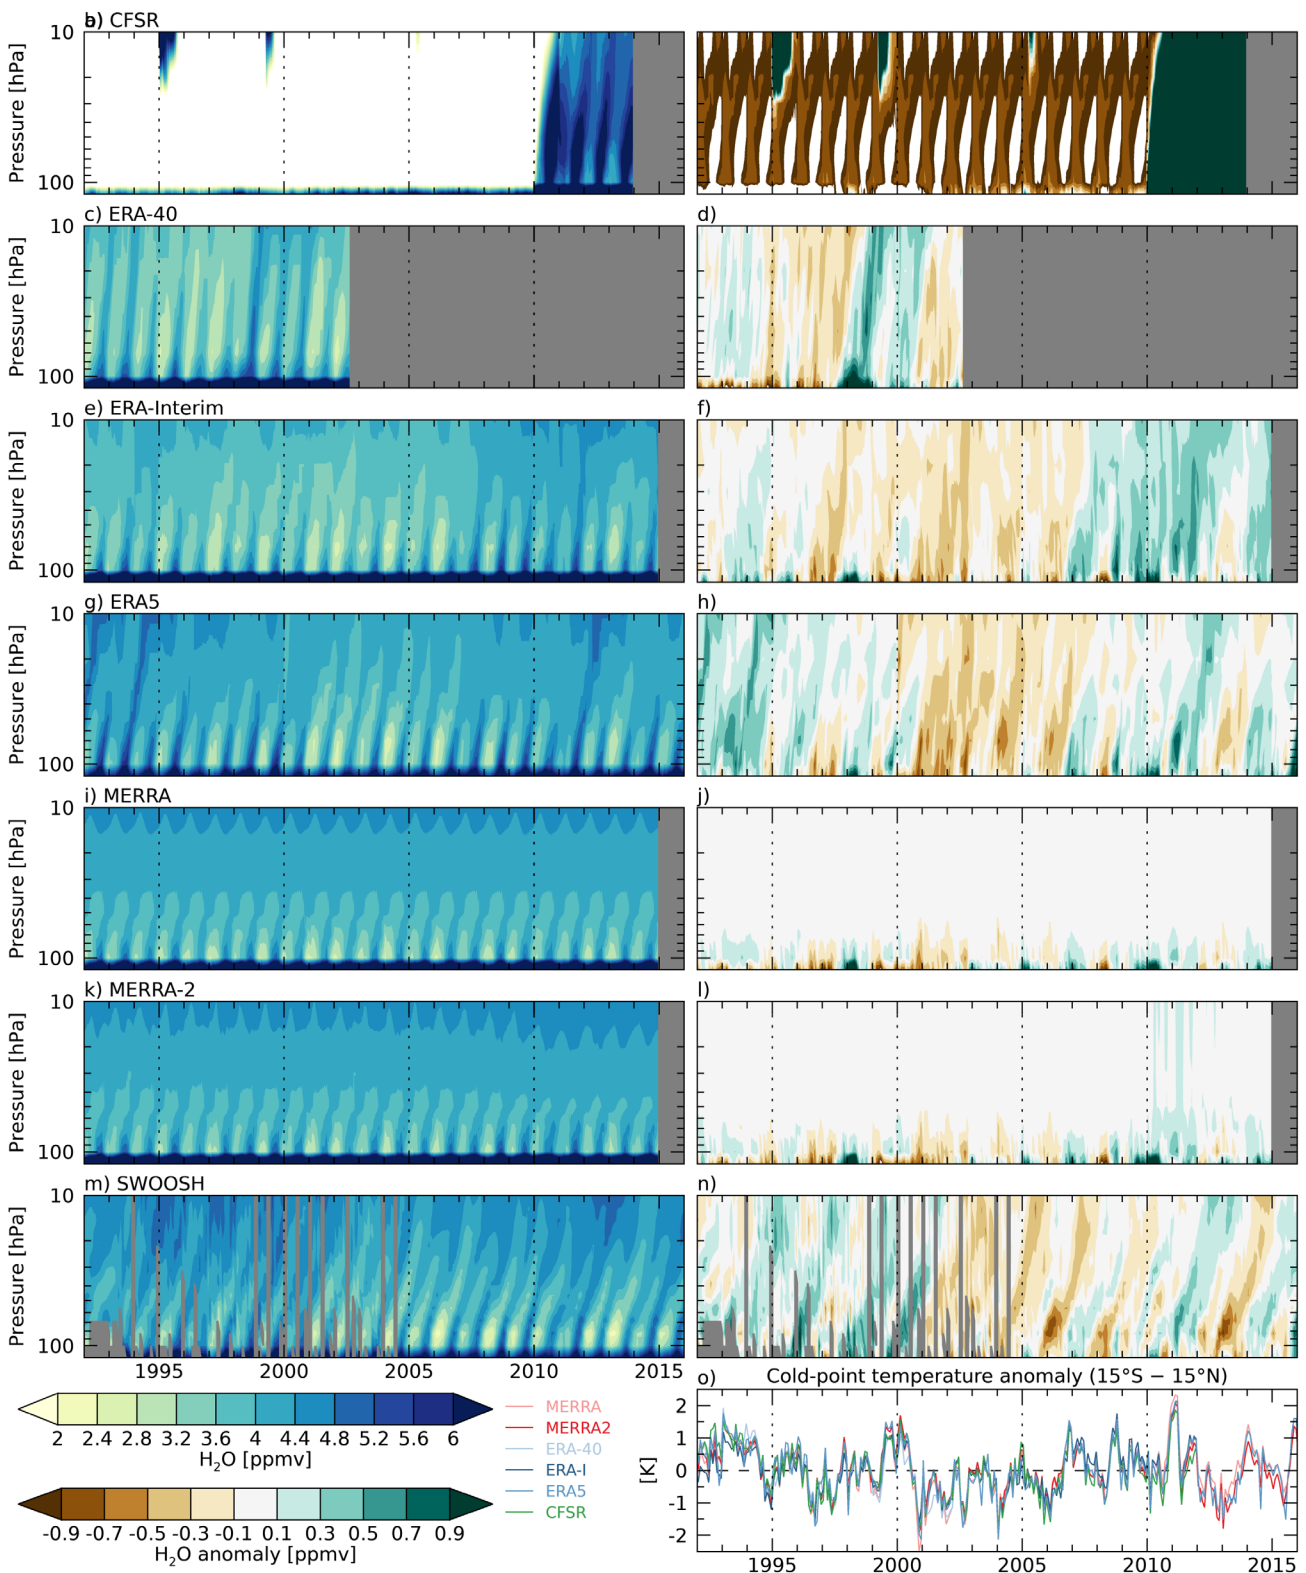 b) CFSR
10
100
Pressure [hPa]
c) ERA-40
d)
10
100
Pressure [hPa]
e) ERA-Interim
f)
10
100
Pressure [hPa]
g) ERA5
h)
10
100
Pressure [hPa]
i) MERRA
j)
10
100
Pressure [hPa]
k) MERRA-2
l)
10
100
Pressure [hPa]
m) SWOOSH
n)
10
100
Pressure [hPa]
1995 2000 2005 2010 2015
2 2.4 2.8 3.2 3.6 4 4.4 4.8 5.2 5.6 6
H2O [ppmv]
-0.9 -0.7 -0.5 -0.3 -0.1 0.1 0.3 0.5 0.7 0.9
H2O anomaly [ppmv]
MERRA
MERRA2
ERA-40
ERA-I
ERA5
CFSR
o) Cold-point temperature anomaly (15°S − 15°N)
2
1
0
-1
-2
[K]
1995 2000 2005 2010 2015